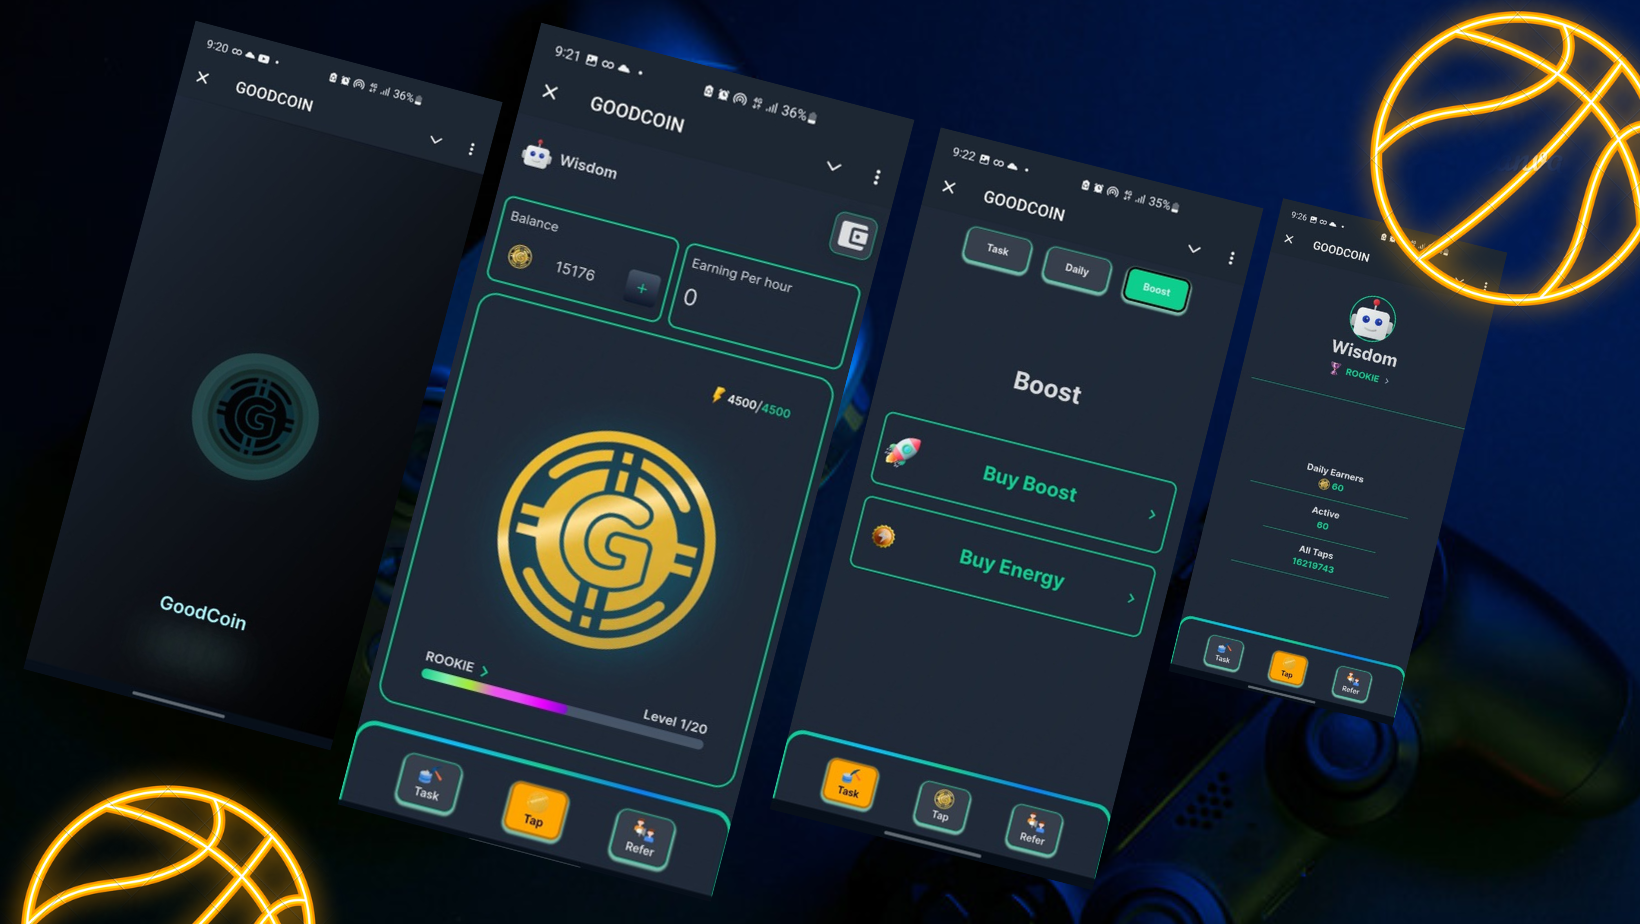 9:20
36%
GOODCOIN
GoodCoin
9:21
36%
GOODCOIN
Wisdom
Balance
15176
+
Earning Per hour
0
4500/4500
G
ROOKIE >
Level 1/20
Task
Tap
Refer
9:22
35%
GOODCOIN
Task
Daily
Boost
Boost
Buy Boost
Buy Energy
Task
Tap
Refer
9:26
GOODCOIN
Wisdom
ROOKIE >
Daily Earners
60
Active
60
All Taps
16219743
Task
Tap
Refer